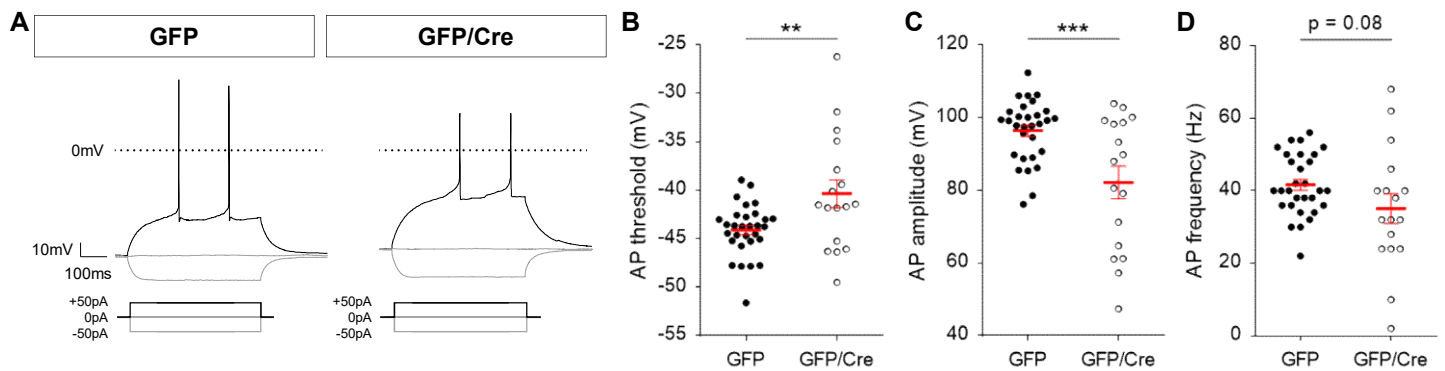 A
GFP
GFP/Cre
0mV
10mV
100ms
+50pA
0pA
-50pA
+50pA
0pA
-50pA
B
**
AP threshold (mV)
-25
-30
-35
-40
-45
-50
-55
GFP
GFP/Cre
C
***
AP amplitude (mV)
120
100
80
60
40
GFP
GFP/Cre
D
p = 0.08
AP frequency (Hz)
80
60
40
20
0
GFP
GFP/Cre